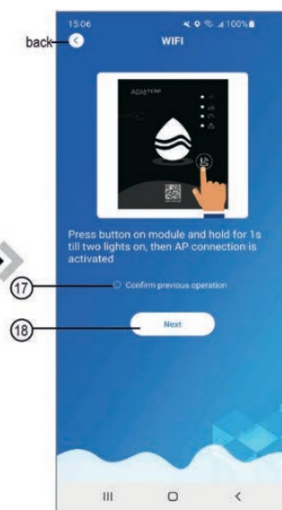 15:06
100%
back
WIFI
Press button on module and hold for 1s
till two lights on, then AP connection is
activated
17
Confirm previous operation
18
Next